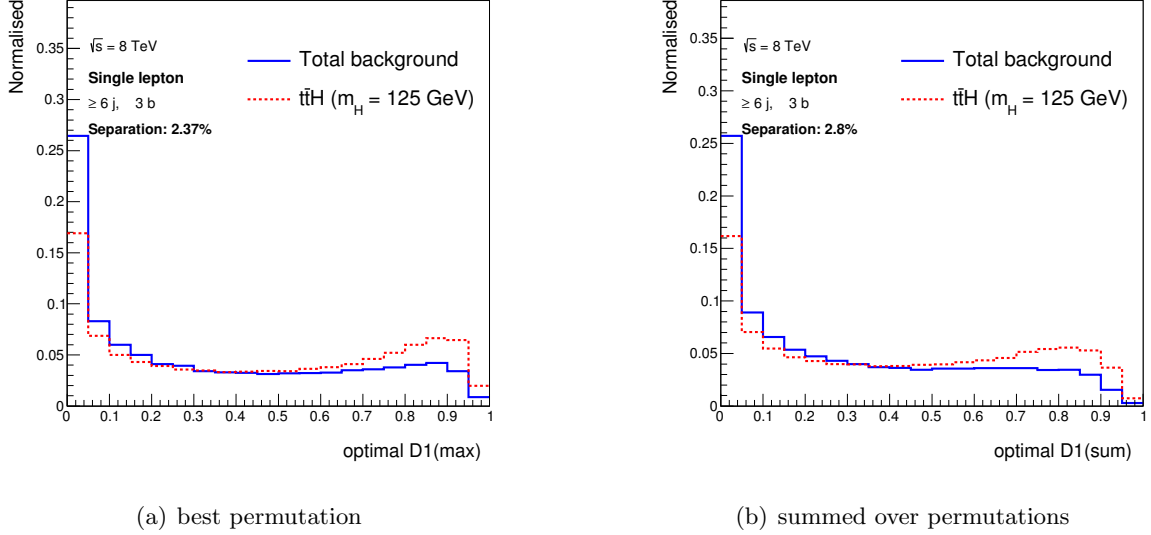 Normalised
0.35
0.3
0.25
0.2
0.15
0.1
0.05
0
√s = 8 TeV
Single lepton
≥ 6 j, 3 b
Separation: 2.37%
Total background
tt̄H (m_H = 125 GeV)
0 0.1 0.2 0.3 0.4 0.5 0.6 0.7 0.8 0.9 1
optimal D1(max)
(a) best permutation
Normalised
0.35
0.3
0.25
0.2
0.15
0.1
0.05
0
√s = 8 TeV
Single lepton
≥ 6 j, 3 b
Separation: 2.8%
Total background
tt̄H (m_H = 125 GeV)
0 0.1 0.2 0.3 0.4 0.5 0.6 0.7 0.8 0.9 1
optimal D1(sum)
(b) summed over permutations